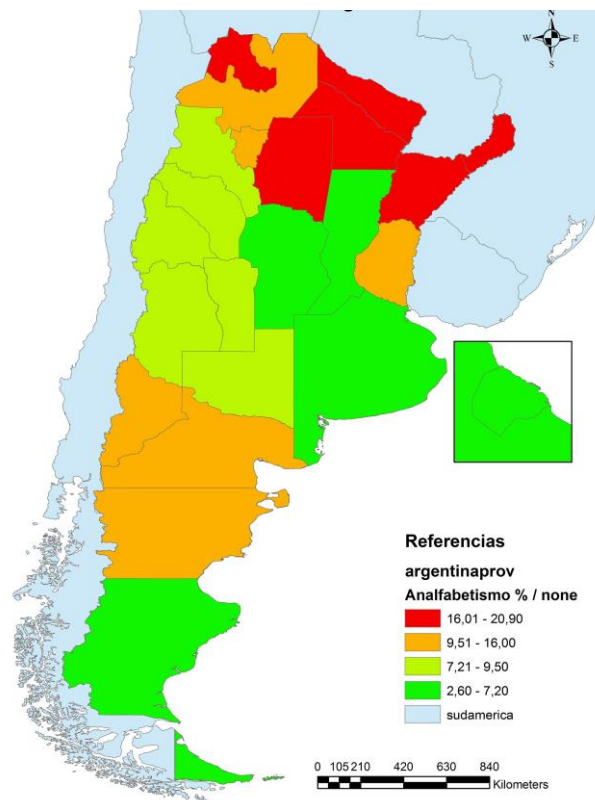 N
W E
S
Referencias
argentinaprov
Analfabetismo % / none
16,01 - 20,90
9,51 - 16,00
7,21 - 9,50
2,60 - 7,20
sudamerica
0 105 210 420 630 840
Kilometers